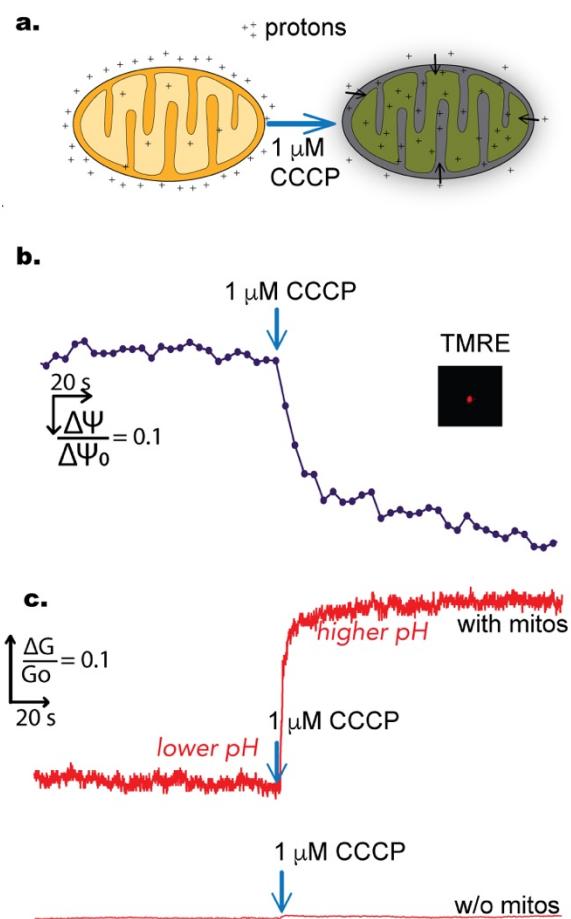 a.
protons
1 μM
CCCP
b.
1 μM CCCP
TMRE
20 s
ΔΨ
ΔΨ₀
= 0.1
c.
higher pH
with mitos
ΔG
Go
= 0.1
20 s
1 μM CCCP
lower pH
1 μM CCCP
w/o mitos